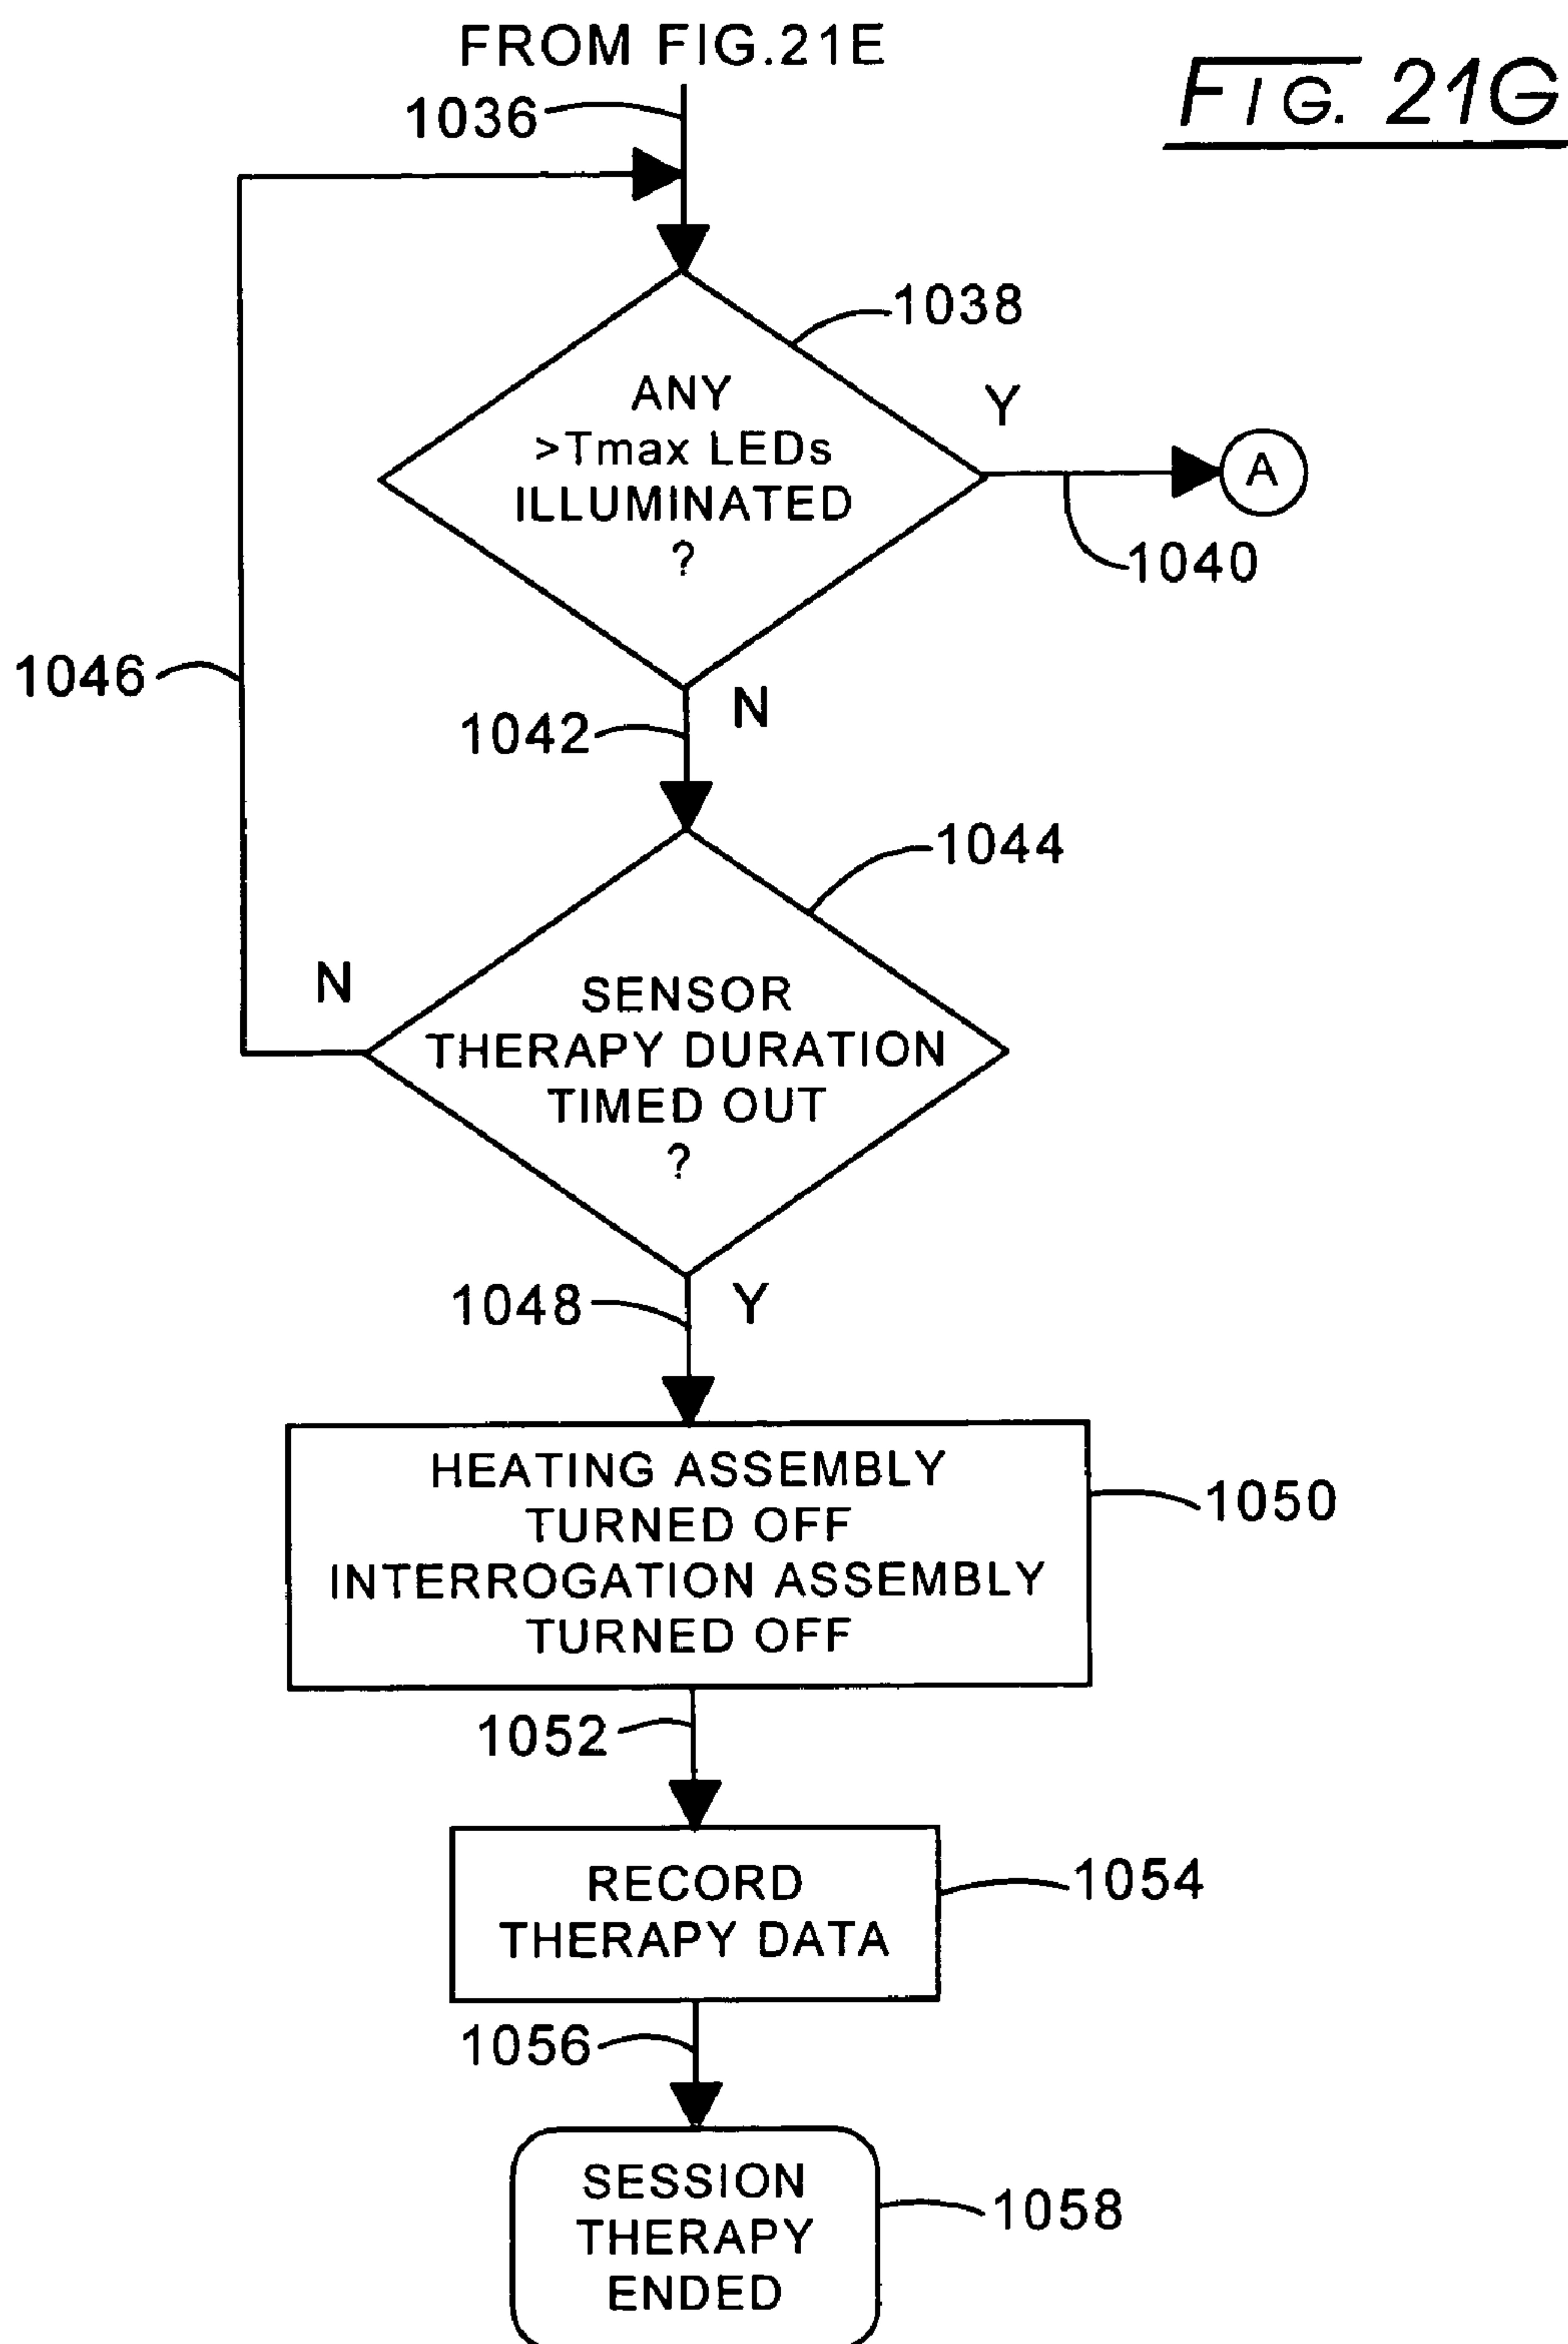 FROM FIG.21E
FIG. 21G
1036
1038
ANY
>Tmax LEDs
ILLUMINATED
?
Y
A
1040
1046
N
1042
1044
N
SENSOR
THERAPY DURATION
TIMED OUT
?
1048
Y
HEATING ASSEMBLY
TURNED OFF
INTERROGATION ASSEMBLY
TURNED OFF
1050
1052
RECORD
THERAPY DATA
1054
1056
SESSION
THERAPY
ENDED
1058